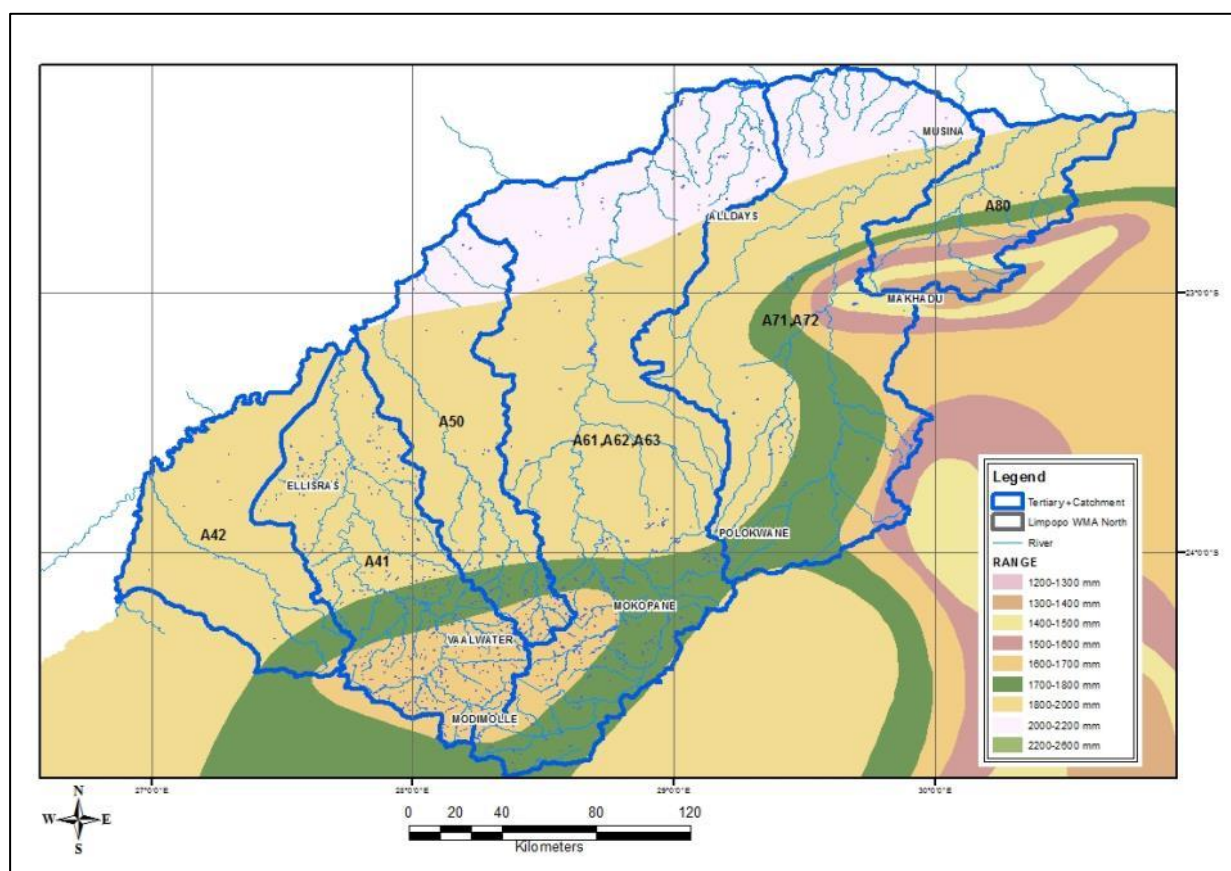 MUSINA
A80
ALLDAYS
MAKHADU
A71,A72
A50
A61,A62,A63
ELLISRAS
A42
POLOKWANE
A41
MOKOPANE
VAALWATER
MODIMOLLE
23°0'0"S
24°0'0"S
27°0'0"E
28°0'0"E
29°0'0"E
30°0'0"E
Legend
Tertiary+Catchment
Limpopo WMA North
River
RANGE
1200-1300 mm
1300-1400 mm
1400-1500 mm
1500-1600 mm
1600-1700 mm
1700-1800 mm
1800-2000 mm
2000-2200 mm
2200-2600 mm
N
W E
S
0 20 40 80 120
Kilometers